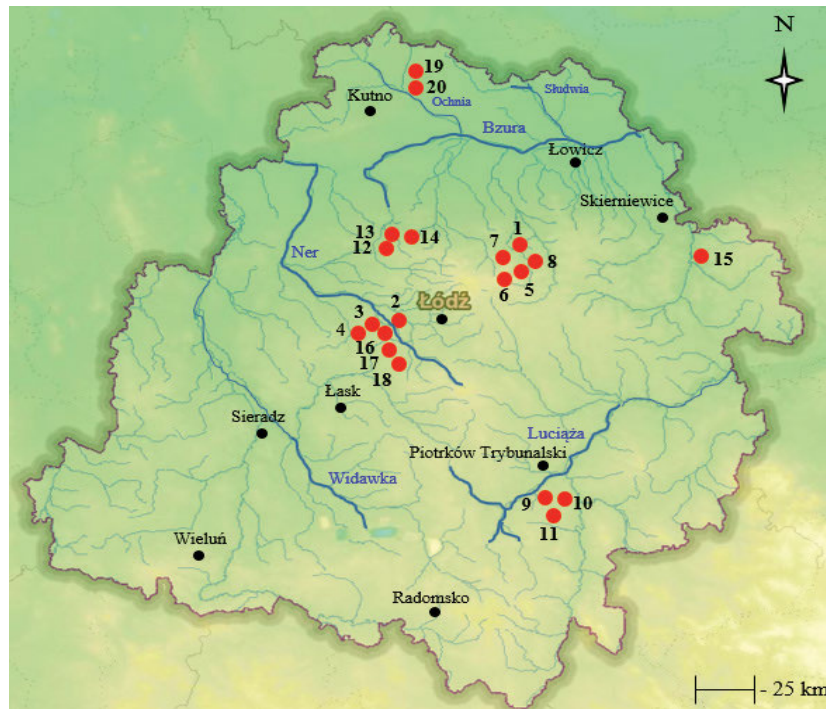 N
19
20
Kutno
Ochnia
Słudwia
Bzura
Łowicz
Skierniewice
13
14
12
1
7
8
5
6
15
Ner
Łódź
2
3
4
16
17
18
Łask
Sieradz
Luciąża
Piotrków Trybunalski
Widawka
9
10
11
Wieluń
Radomsko
- 25 km